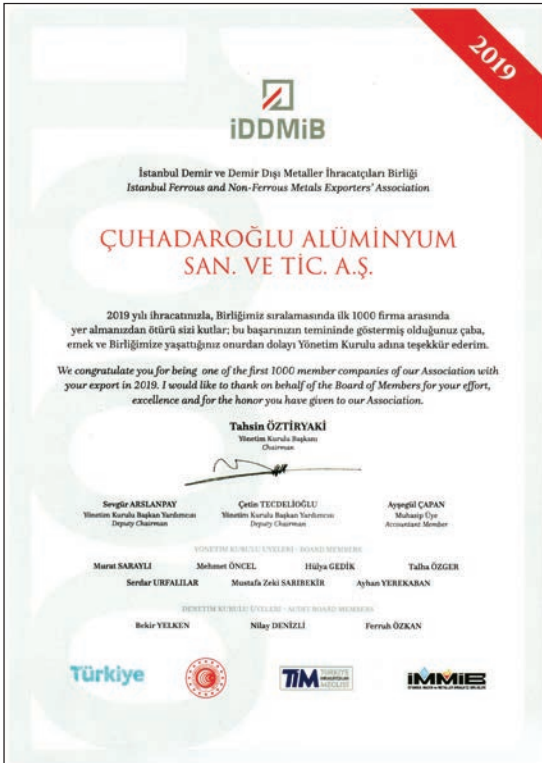 2019
iDDMiB
İstanbul Demir ve Demir Dışı Metaller İhracatçıları Birliği
Istanbul Ferrous and Non-Ferrous Metals Exporters' Association
ÇUHADAROĞLU ALÜMİNYUM
SAN. VE TİC. A.Ş.
2019 yılı ihracatınızla, Birliğimiz sıralamasında ilk 1000 firma arasında
yer almanızdan ötürü sizi kutlar; bu başarınızın temininde göstermiş olduğunuz çaba,
emek ve Birliğimize yaşattığınız onurdan dolayı Yönetim Kurulu adına teşekkür ederim.
We congratulate you for being one of the first 1000 member companies of our Association with
your export in 2019. I would like to thank on behalf of the Board of Members for your effort,
excellence and for the honor you have given to our Association.
Tahsin ÖZTİRYAKİ
Yönetim Kurulu Başkanı
Chairman
Sevgür ARSLANPAY Çetin TECDELİOĞLU Ayşegül ÇAPAN
Yönetim Kurulu Başkan Yardımcısı Yönetim Kurulu Başkan Yardımcısı Muhasip Üye
Deputy Chairman Deputy Chairman Accountant Member
YÖNETİM KURULU ÜYELERİ - BOARD MEMBERS
Murat SARAYLI Mehmet ÖNCEL Hülya GEDİK Talha ÖZGER
Serdar URFALILAR Mustafa Zeki SARIBEKİR Ayhan YEREKABAN
DENETİM KURULU ÜYELERİ - AUDIT BOARD MEMBERS
Bekir YELKEN Nilay DENİZLİ Ferruh ÖZKAN
Türkiye TİM TÜRKİYE İHRACATÇILAR MECLİSİ İMMİB